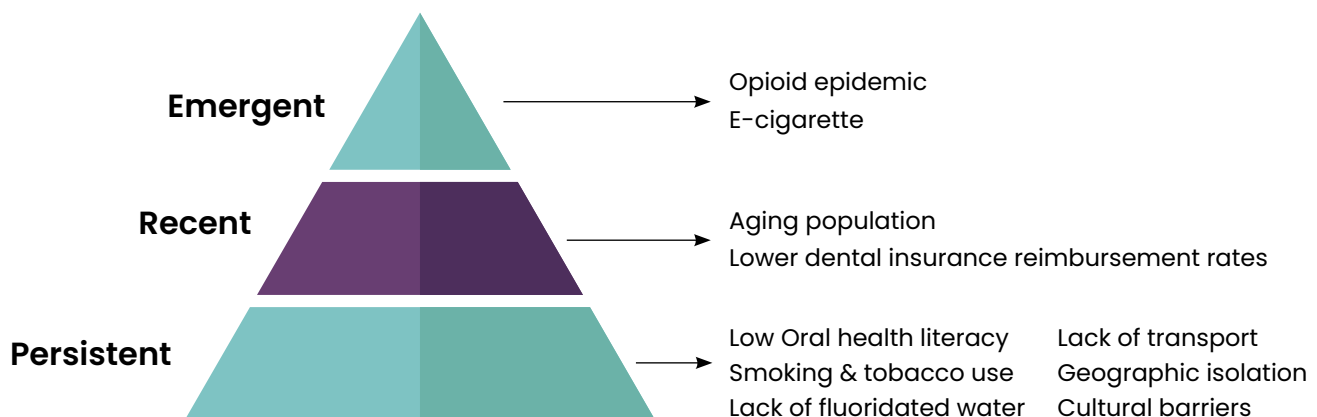 Emergent
Opioid epidemic
E-cigarette
Recent
Aging population
Lower dental insurance reimbursement rates
Persistent
Low Oral health literacy
Smoking & tobacco use
Lack of fluoridated water
Lack of transport
Geographic isolation
Cultural barriers